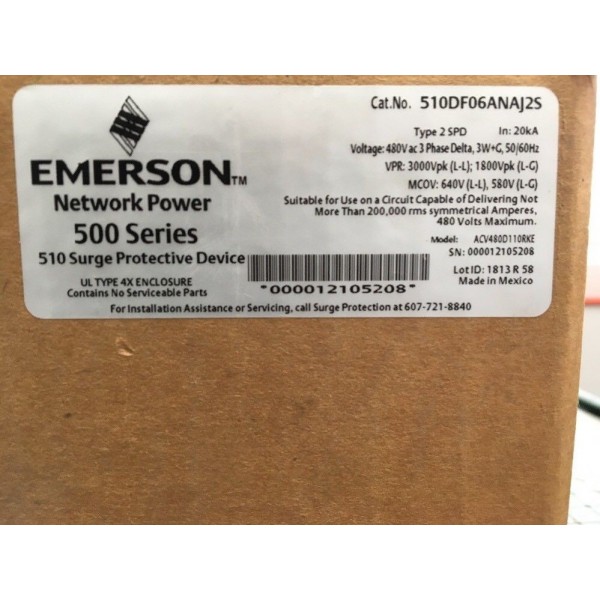 EMERSON™
Network Power
500 Series
510 Surge Protective Device
UL TYPE 4X ENCLOSURE
Contains No Serviceable Parts
Cat.No. 510DF06ANAJ2S
Type 2 SPD In: 20kA
Voltage: 480V ac 3 Phase Delta, 3W+G, 50/60Hz
VPR: 3000Vpk (L-L); 1800Vpk (L-G)
MCOV: 640V (L-L), 580V (L-G)
Suitable for Use on a Circuit Capable of Delivering Not
More Than 200,000 rms symmetrical Amperes,
480 Volts Maximum.
Model: ACV480D110RKE
SN: 000012105208
Lot ID: 1813 R 58
Made in Mexico
*000012105208*
For Installation Assistance or Servicing, call Surge Protection at 607-721-8840